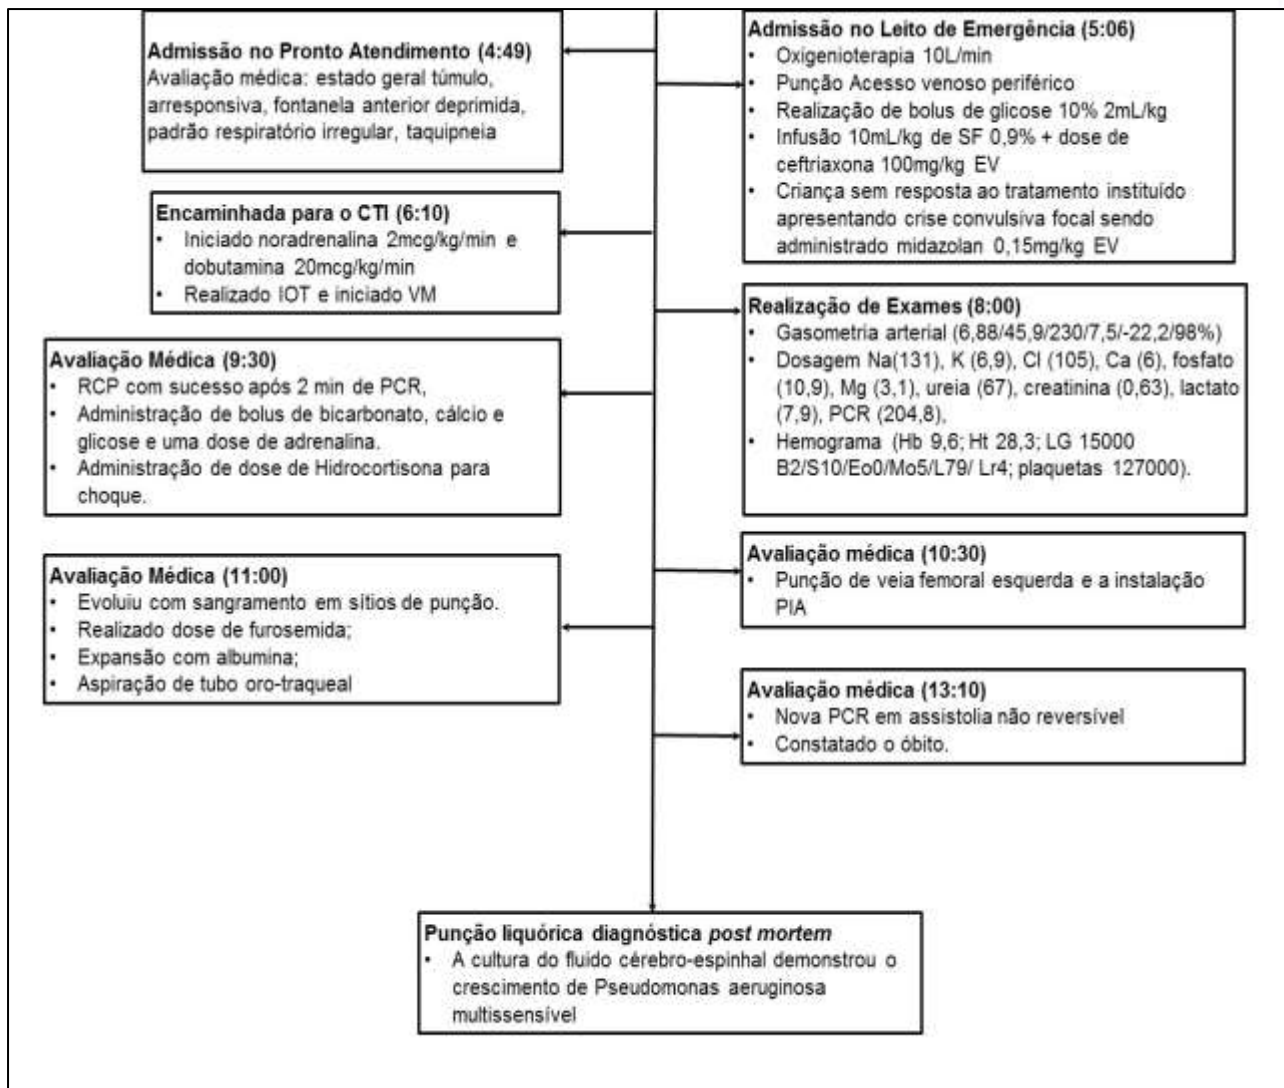 Admissão no Pronto Atendimento (4:49)
Avaliação médica: estado geral túmulo,
arresponsiva, fontanela anterior deprimida,
padrão respiratório irregular, taquipneia
Admissão no Leito de Emergência (5:06)
• Oxigenioterapia 10L/min
• Punção Acesso venoso periférico
• Realização de bolus de glicose 10% 2mL/kg
• Infusão 10mL/kg de SF 0,9% + dose de
ceftriaxona 100mg/kg EV
• Criança sem resposta ao tratamento instituído
apresentando crise convulsiva focal sendo
administrado midazolan 0,15mg/kg EV
Encaminhada para o CTI (6:10)
• Iniciado noradrenalina 2mcg/kg/min e
dobutamina 20mcg/kg/min
• Realizado IOT e iniciado VM
Realização de Exames (8:00)
• Gasometria arterial (6,88/45,9/230/7,5/-22,2/98%)
• Dosagem Na(131), K (6,9), Cl (105), Ca (6), fosfato
(10,9), Mg (3,1), ureia (67), creatinina (0,63), lactato
(7,9), PCR (204,8),
• Hemograma (Hb 9,6; Ht 28,3; LG 15000
B2/S10/Eo0/Mo5/L79/ Lr4; plaquetas 127000).
Avaliação Médica (9:30)
• RCP com sucesso após 2 min de PCR,
• Administração de bolus de bicarbonato, cálcio e
glicose e uma dose de adrenalina.
• Administração de dose de Hidrocortisona para
choque.
Avaliação médica (10:30)
• Punção de veia femoral esquerda e a instalação
PIA
Avaliação Médica (11:00)
• Evoluiu com sangramento em sítios de punção.
• Realizado dose de furosemida;
• Expansão com albumina;
• Aspiração de tubo oro-traqueal
Avaliação médica (13:10)
• Nova PCR em assistolia não reversível
• Constatado o óbito.
Punção liquórica diagnóstica post mortem
• A cultura do fluido cérebro-espinhal demonstrou o
crescimento de Pseudomonas aeruginosa
multissensível